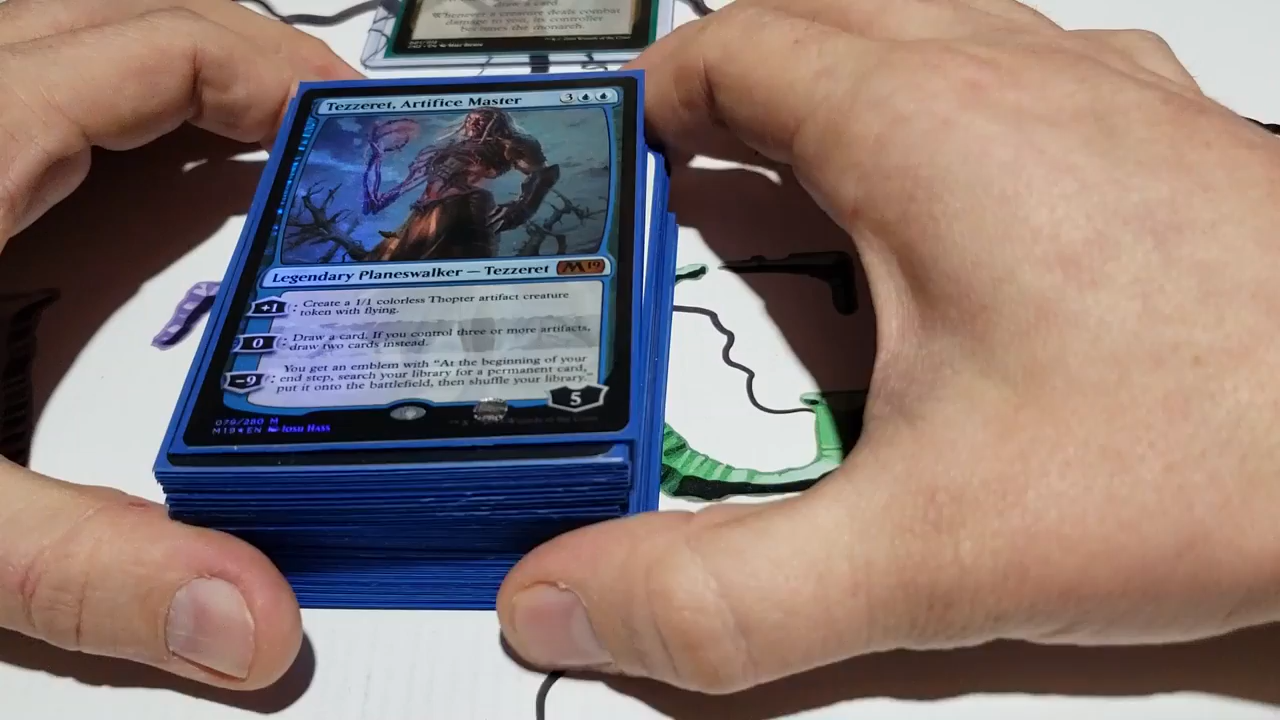 draw a card.
Whenever a creature deals combat
damage to you, its controller
becomes the monarch.
Tezzeret, Artifice Master
3
Legendary Planeswalker — Tezzeret
M19
+1 : Create a 1/1 colorless Thopter artifact creature
token with flying.
0 : Draw a card. If you control three or more artifacts,
draw two cards instead.
You get an emblem with “At the beginning of your
−9 : end step, search your library for a permanent card,
put it onto the battlefield, then shuffle your library.”
5
079/280 M
M19★EN Josh Hass